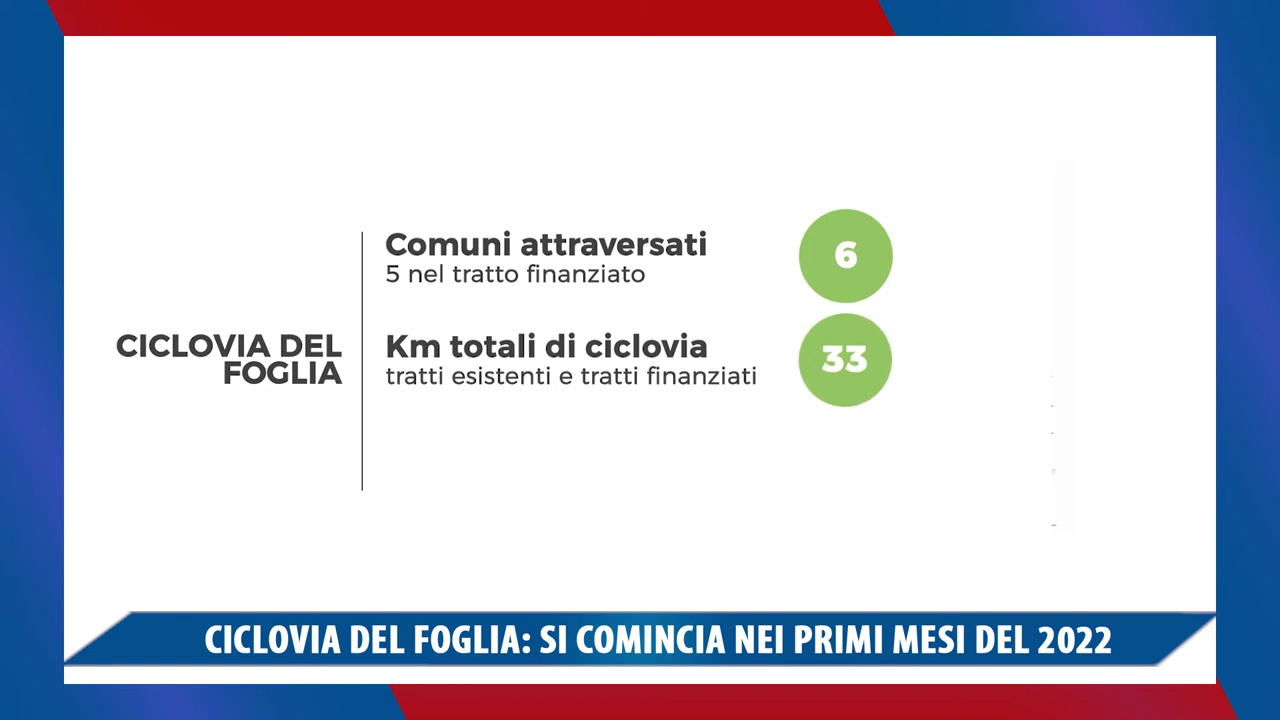 CICLOVIA DEL
FOGLIA
Comuni attraversati
5 nel tratto finanziato
6
Km totali di ciclovia
tratti esistenti e tratti finanziati
33
CICLOVIA DEL FOGLIA: SI COMINCIA NEI PRIMI MESI DEL 2022